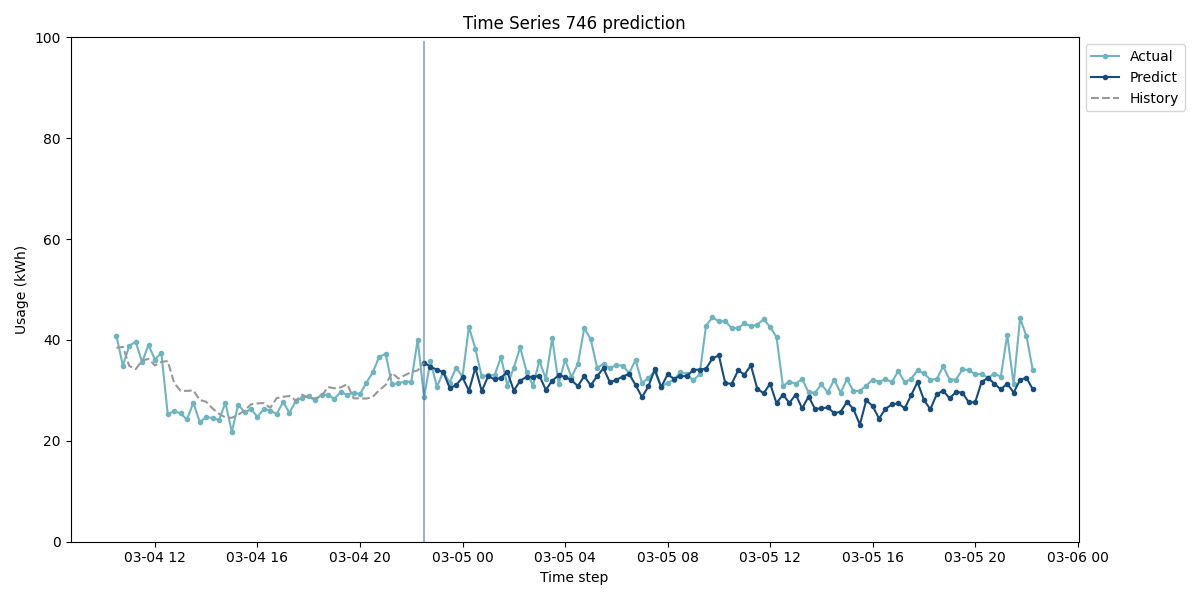 Time Series 746 prediction
100
80
60
40
20
0
Usage (kWh)
03-04 12
03-04 16
03-04 20
03-05 00
03-05 04
03-05 08
03-05 12
03-05 16
03-05 20
03-06 00
Time step
Actual
Predict
History